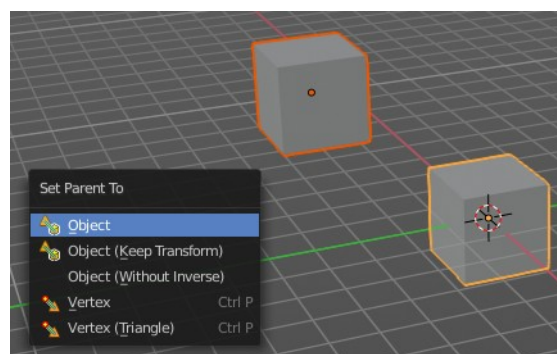 Set Parent To
Object
Object (Keep Transform)
Object (Without Inverse)
Vertex Ctrl P
Vertex (Triangle) Ctrl P